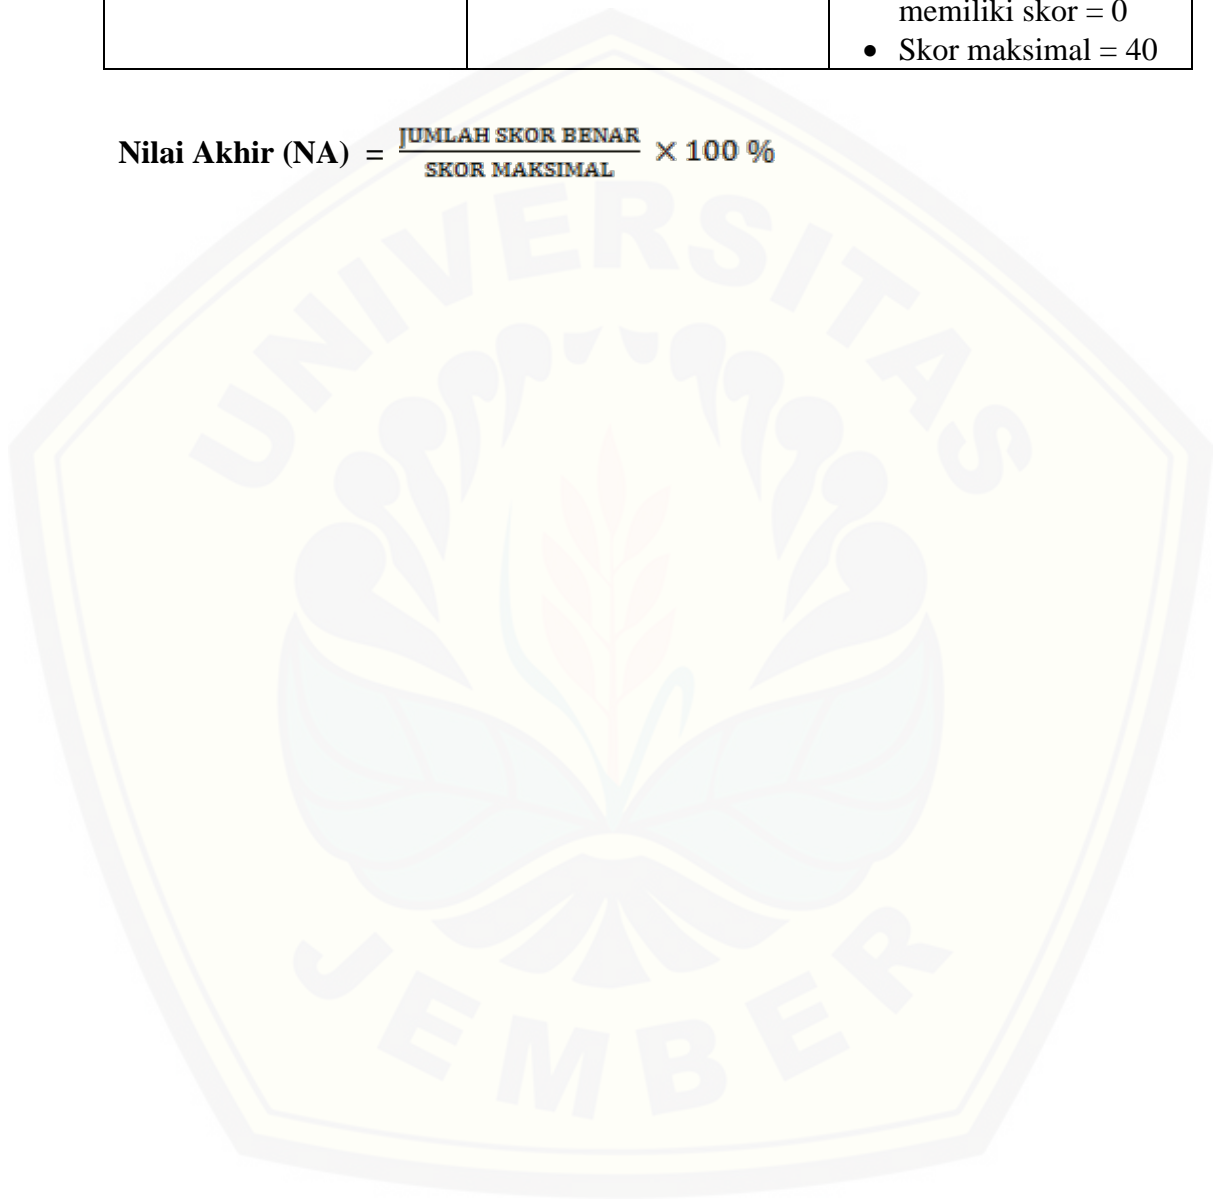 memiliki skor = 0
• Skor maksimal = 40
Nilai Akhir (NA) = JUMLAH SKOR BENAR / SKOR MAKSIMAL × 100 %
UNIVERSITAS
JEMBER